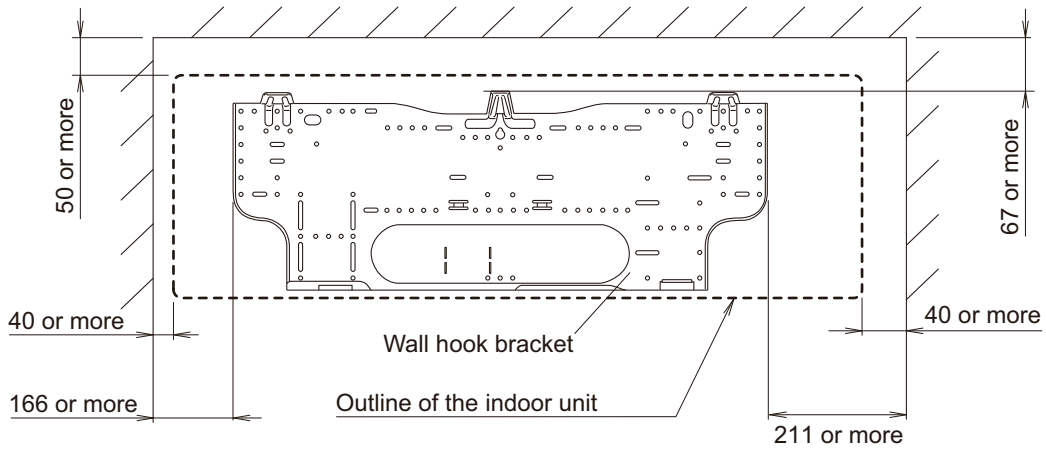 50 or more
67 or more
40 or more
40 or more
Wall hook bracket
166 or more
Outline of the indoor unit
211 or more